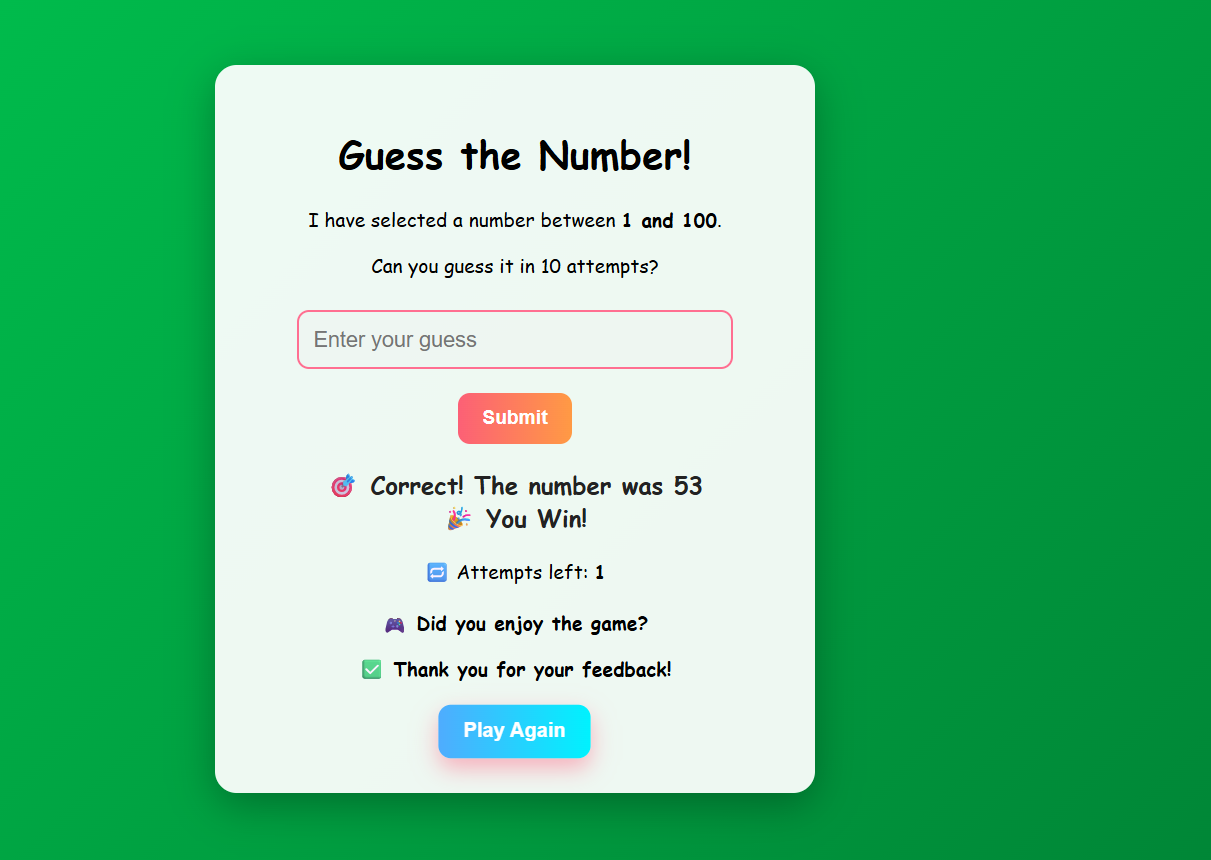 Guess the Number!
I have selected a number between 1 and 100.
Can you guess it in 10 attempts?
Enter your guess
Submit
🎯 Correct! The number was 53
🎉 You Win!
🔁 Attempts left: 1
🎮 Did you enjoy the game?
✅ Thank you for your feedback!
Play Again